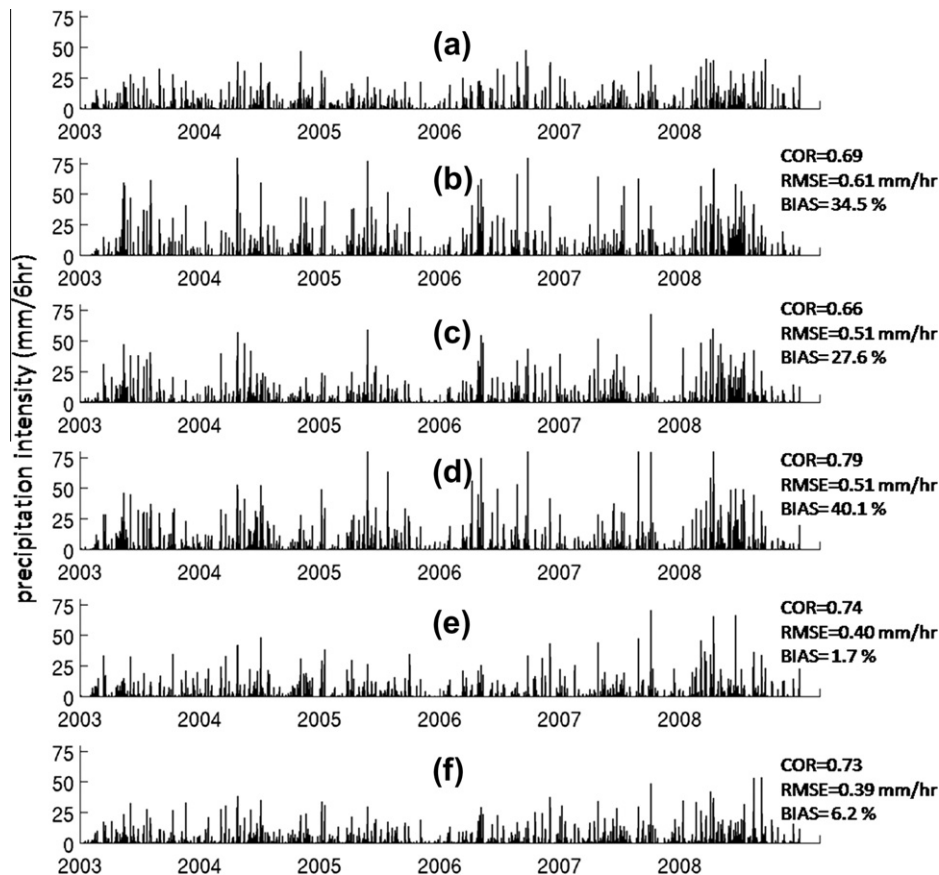 precipitation intensity (mm/6hr)
75
(a)
50
25
0
2003 2004 2005 2006 2007 2008
75
(b)
COR=0.69
RMSE=0.61 mm/hr
BIAS=34.5 %
50
25
0
2003 2004 2005 2006 2007 2008
75
(c)
COR=0.66
RMSE=0.51 mm/hr
BIAS=27.6 %
50
25
0
2003 2004 2005 2006 2007 2008
75
(d)
COR=0.79
RMSE=0.51 mm/hr
BIAS=40.1 %
50
25
0
2003 2004 2005 2006 2007 2008
75
(e)
COR=0.74
RMSE=0.40 mm/hr
BIAS=1.7 %
50
25
0
2003 2004 2005 2006 2007 2008
75
(f)
COR=0.73
RMSE=0.39 mm/hr
BIAS=6.2 %
50
25
0
2003 2004 2005 2006 2007 2008